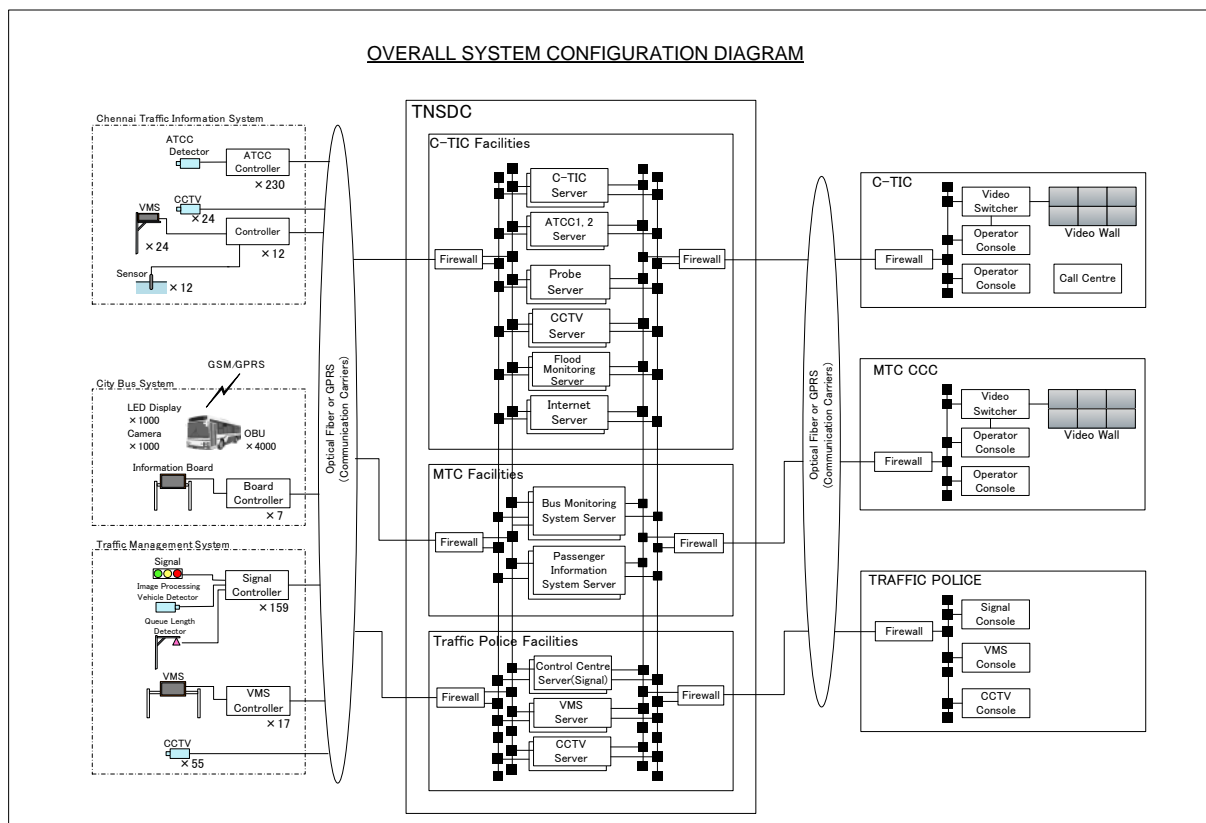 OVERALL SYSTEM CONFIGURATION DIAGRAM
Chennai Traffic Information System
ATCC
Detector
ATCC
Controller
×230
CCTV
×24
VMS
×24
Controller
×12
Sensor
×12
City Bus System
GSM/GPRS
LED Display
×1000
Camera
×1000
OBU
×4000
Information Board
Board
Controller
×7
Traffic Management System
Signal
Image Processing
Vehicle Detector
Queue Length
Detector
Signal
Controller
×159
VMS
VMS
Controller
×17
CCTV
×55
Optical Fiber or GPRS
(Communication Carriers)
TNSDC
C-TIC Facilities
Firewall
C-TIC
Server
ATCC1, 2
Server
Probe
Server
CCTV
Server
Flood
Monitoring
Server
Internet
Server
Firewall
MTC Facilities
Firewall
Bus Monitoring
System Server
Passenger
Information
System Server
Firewall
Traffic Police Facilities
Firewall
Control Centre
Server(Signal)
VMS
Server
CCTV
Server
Firewall
Optical Fiber or GPRS
(Communication Carriers)
C-TIC
Firewall
Video
Switcher
Operator
Console
Operator
Console
Video Wall
Call Centre
MTC CCC
Firewall
Video
Switcher
Operator
Console
Operator
Console
Video Wall
TRAFFIC POLICE
Firewall
Signal
Console
VMS
Console
CCTV
Console